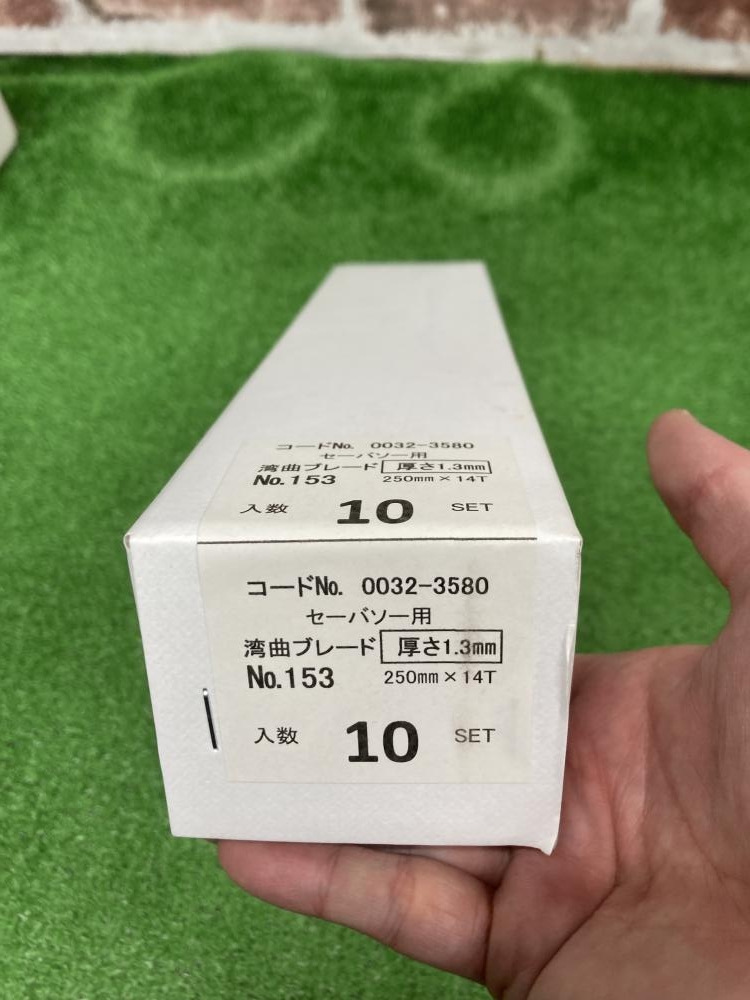 コードNo. 0032-3580
セーバソー用
湾曲ブレード 厚さ1.3mm
No.153 250mm×14T
入数 10 SET
コードNo. 0032-3580
セーバソー用
湾曲ブレード 厚さ1.3mm
No.153 250mm×14T
入数 10 SET